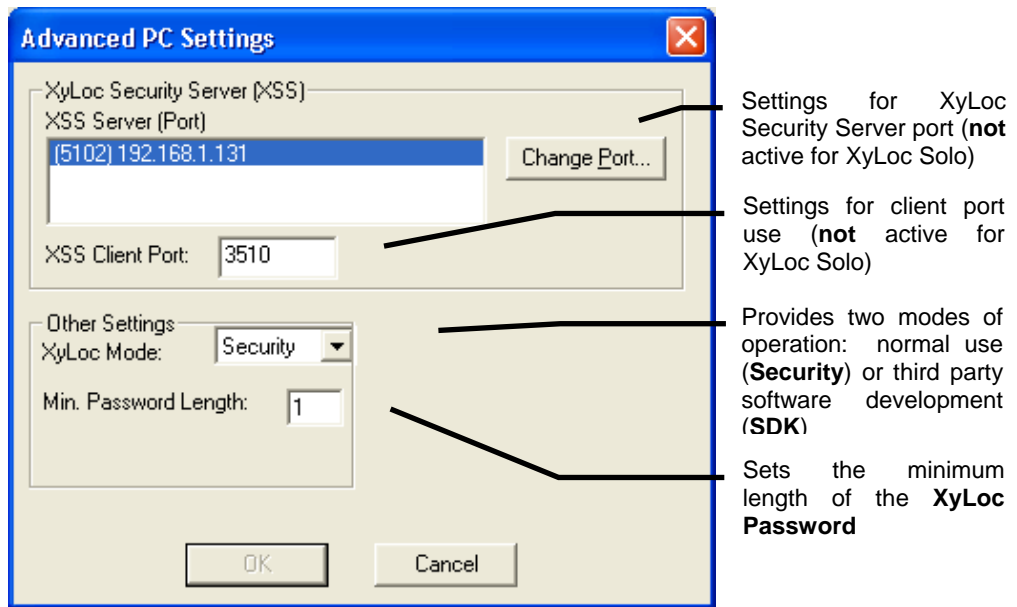 Advanced PC Settings
XyLoc Security Server (XSS)
XSS Server (Port)
(5102) 192.168.1.131
Change Port...
XSS Client Port:
3510
Other Settings
XyLoc Mode:
Security
Min. Password Length:
1
OK
Cancel
Settings for XyLoc
Security Server port (not
active for XyLoc Solo)
Settings for client port
use (not active for
XyLoc Solo)
Provides two modes of
operation: normal use
(Security) or third party
software development
(SDK)
Sets the minimum
length of the XyLoc
Password